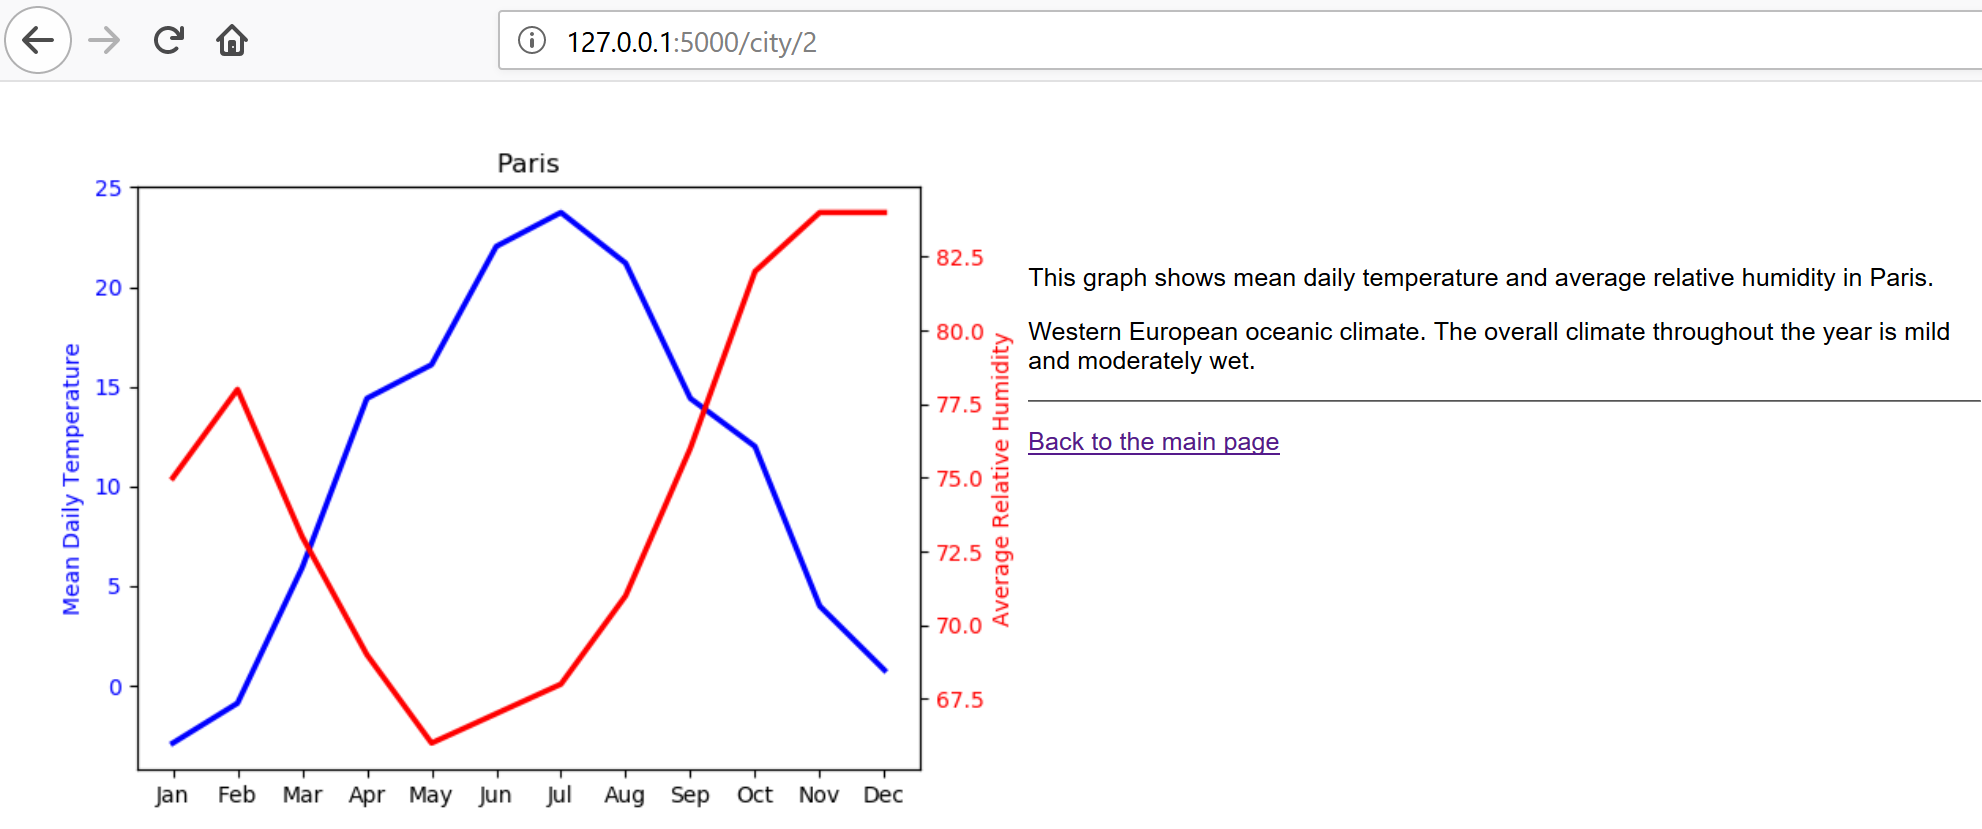 127.0.0.1:5000/city/2
Paris
25
20
15
10
5
0
Mean Daily Temperature
82.5
80.0
77.5
75.0
72.5
70.0
67.5
Average Relative Humidity
Jan Feb Mar Apr May Jun Jul Aug Sep Oct Nov Dec
This graph shows mean daily temperature and average relative humidity in Paris.
Western European oceanic climate. The overall climate throughout the year is mild
and moderately wet.
Back to the main page